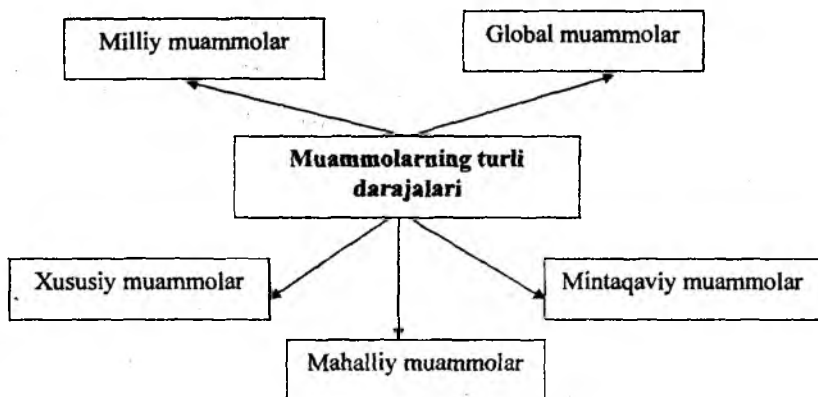 Milliy muammolar
Global muammolar
Muammolarning turli
darajalari
Xususiy muammolar
Mintaqaviy muammolar
Mahalliy muammolar